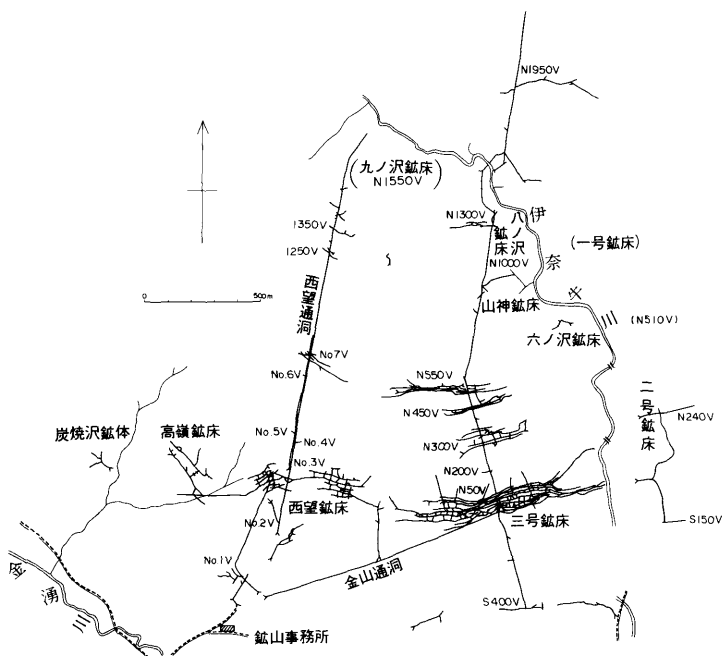 N1950V
(九ノ沢鉱床)
N1550V
N1300V
八ノ沢鉱床
伊奈牛川
(一号鉱床)
1350V
1250V
N1000V
0 500m
西望通洞
山神鉱床
(N510V)
六ノ沢鉱床
No7V
No.6V
N550V
二号鉱床
N240V
N450V
炭焼沢鉱体
高嶺鉱床
No.5V
No.4V
N300V
No.3V
N200V
N50V
西望鉱床
三号鉱床
No.2V
S150V
No.1V
金山通洞
金湧川
S400V
鉱山事務所